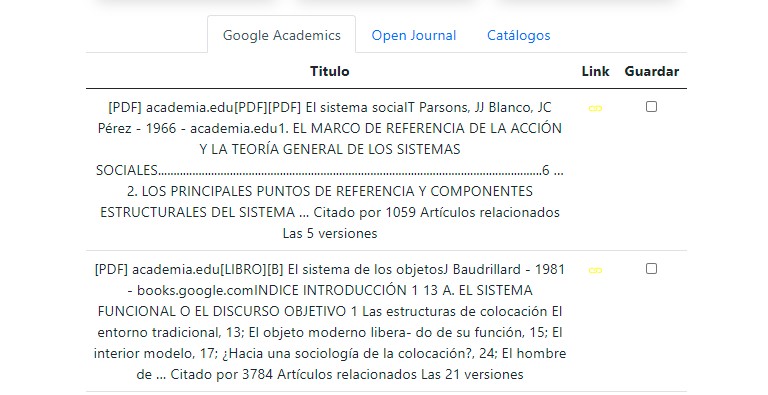 Google Academics Open Journal Catálogos
Titulo Link Guardar
[PDF] academia.edu[PDF][PDF] El sistema socialT Parsons, JJ Blanco, JC
Pérez - 1966 - academia.edu1. EL MARCO DE REFERENCIA DE LA ACCIÓN
Y LA TEORÍA GENERAL DE LOS SISTEMAS
SOCIALES.........................................................................................................................6 ...
2. LOS PRINCIPALES PUNTOS DE REFERENCIA Y COMPONENTES
ESTRUCTURALES DEL SISTEMA ... Citado por 1059 Artículos relacionados
Las 5 versiones
[PDF] academia.edu[LIBRO][B] El sistema de los objetosJ Baudrillard - 1981
- books.google.comINDICE INTRODUCCIÓN 1 13 A. EL SISTEMA
FUNCIONAL O EL DISCURSO OBJETIVO 1 Las estructuras de colocación El
entorno tradicional, 13; El objeto moderno libera- do de su función, 15; El
interior modelo, 17; ¿Hacia una sociología de la colocación?, 24; El hombre
de ... Citado por 3784 Artículos relacionados Las 21 versiones